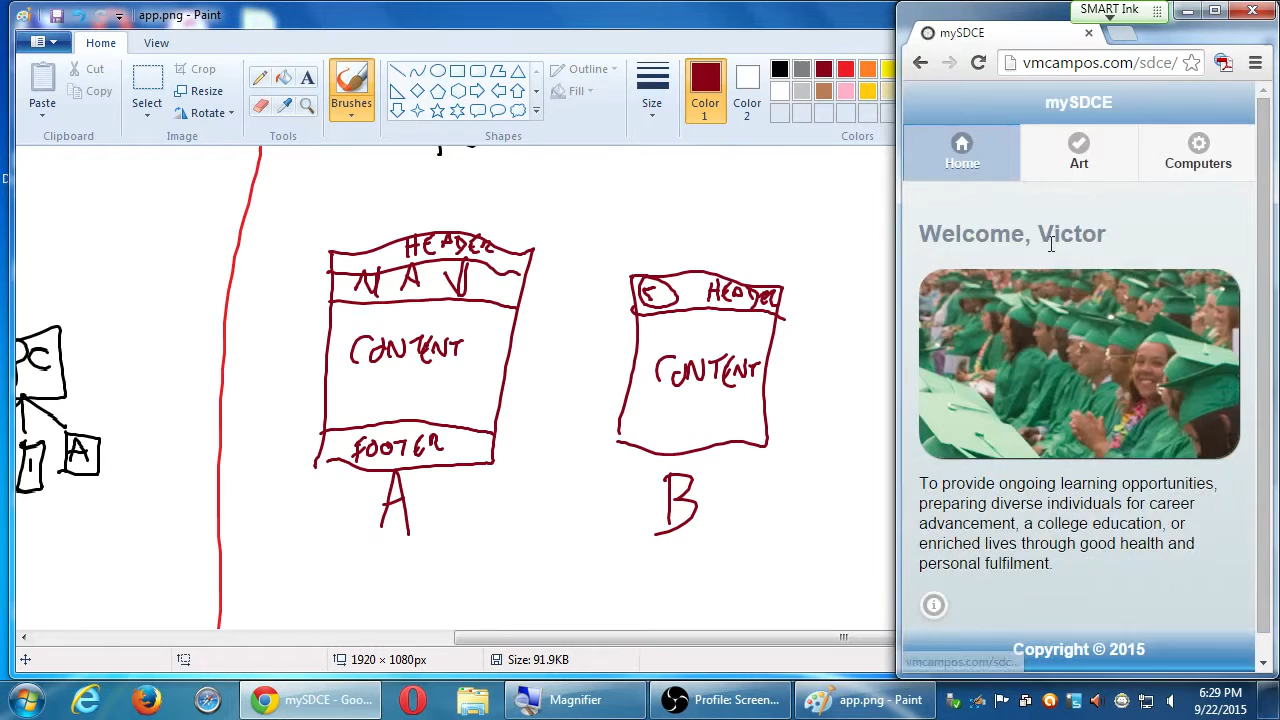 app.png - Paint
Home
View
Paste
Cut
Copy
Clipboard
Select
Crop
Resize
Rotate
Image
A
Tools
Brushes
Shapes
Outline
Fill
Size
Color 1
Color 2
Colors
HEADER
NAV
CONTENT
FOOTER
A
HEADER
CONTENT
B
A
1920 × 1080px
Size: 91.9KB
SMART Ink
mySDCE
vmcampos.com/sdce/
mySDCE
Home
Art
Computers
Welcome, Victor
To provide ongoing learning opportunities,
preparing diverse individuals for career
advancement, a college education, or
enriched lives through good health and
personal fulfilment.
Copyright © 2015
vmcampos.com/sdc...
mySDCE - Goo...
Magnifier
Profile: Screen...
app.png - Paint
6:29 PM
9/22/2015